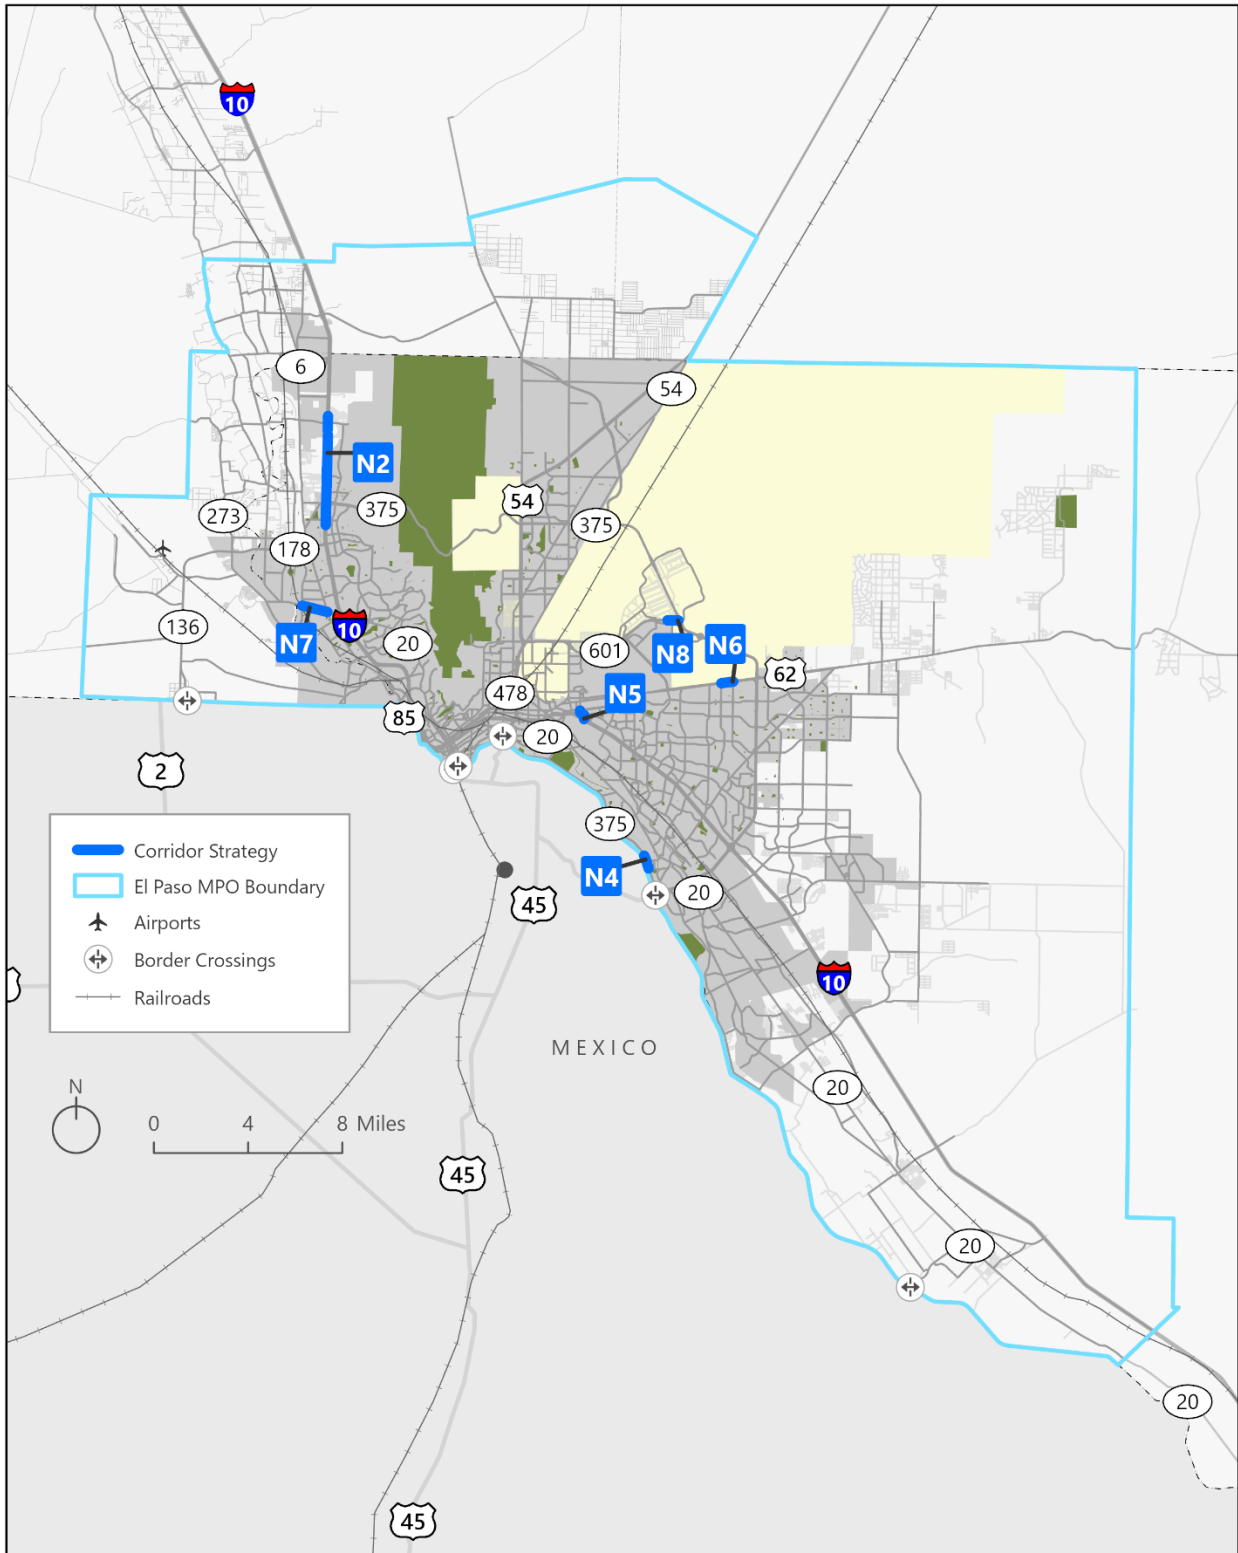 10
6
54
N2
54
375
273
375
178
136
N7
10
20
601
N8
N6
62
478
N5
85
20
2
375
Corridor Strategy
El Paso MPO Boundary
Airports
Border Crossings
Railroads
N4
20
45
10
MEXICO
N
0 4 8 Miles
20
45
20
20
45